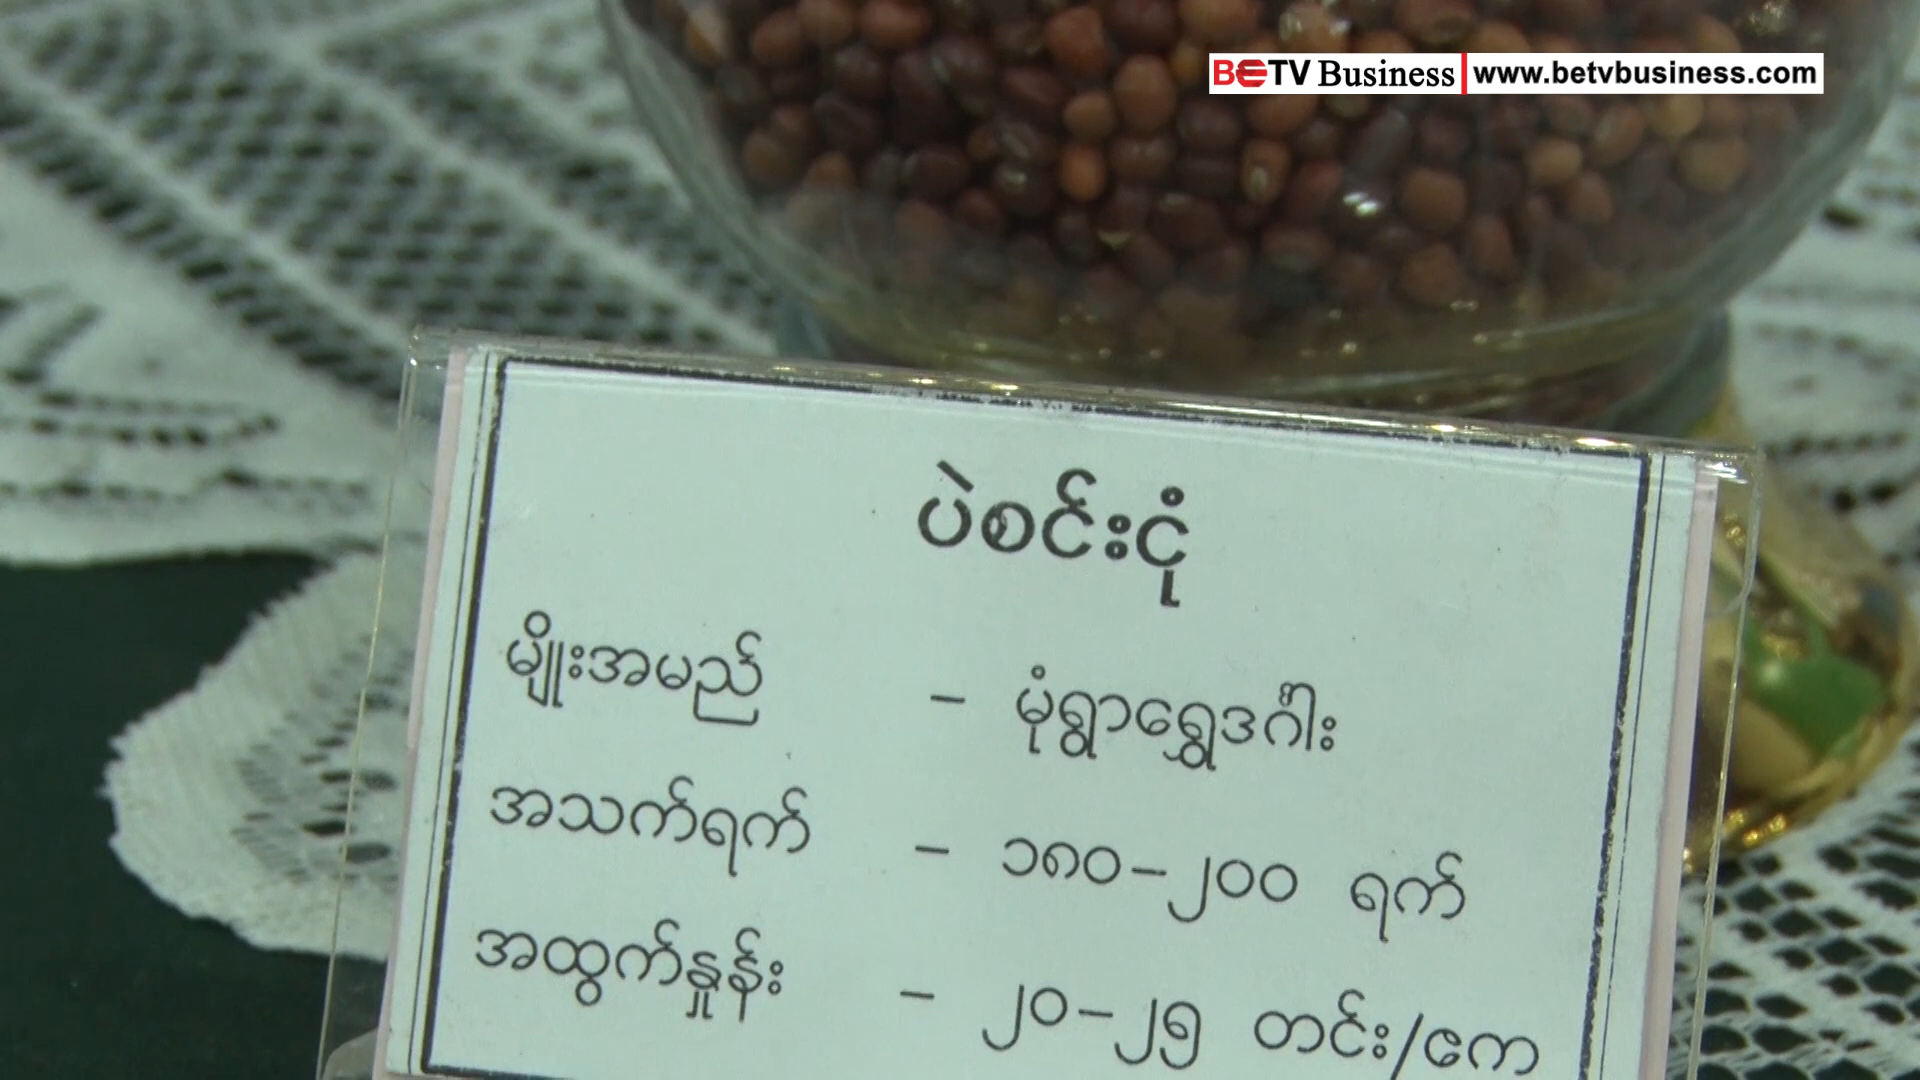 BETV Business www.betvbusiness.com
ပဲစင်းငုံ
မျိုးအမည် - မုံရွာရွှေဒင်္ဂါး
အသက်ရက် - ၁၈၀-၂၀၀ ရက်
အထွက်နှုန်း - ၂၀-၂၅ တင်း/ဧက